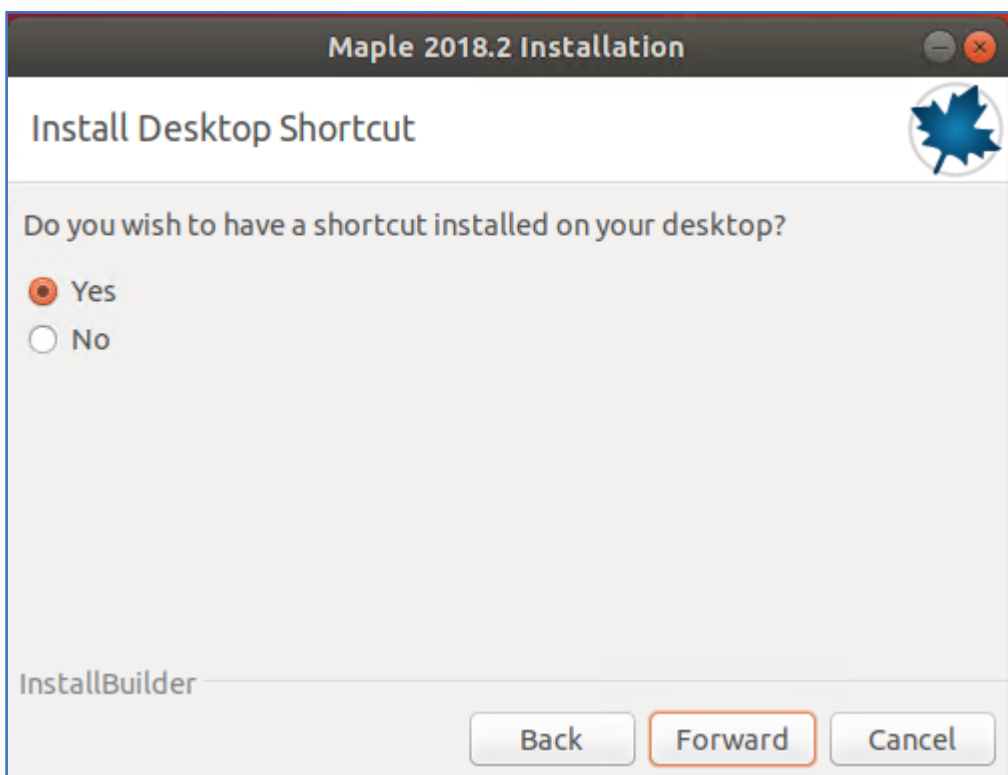 Maple 2018.2 Installation
Install Desktop Shortcut
Do you wish to have a shortcut installed on your desktop?
Yes
No
InstallBuilder
Back Forward Cancel